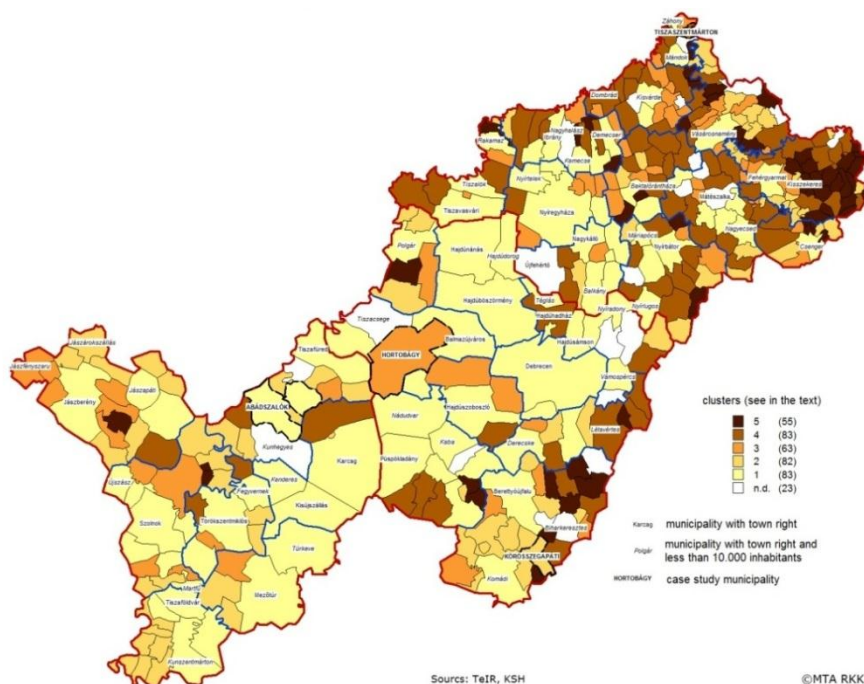 Záhony
TISZASZENTMÁRTON
Mándok
Dombrád
Kisvárda
Nagyhalász
Ibrány
Demecser
Rakamaz
Kemecse
Vásárosnamény
Fehérgyarmat
KISSZEKERES
Baktalórántháza
Mátészalka
Nyírtelek
Tiszalök
Tiszavasvári
Nyíregyháza
Nagyecsed
Csenger
Máriapócs
Nyírbátor
Nagykálló
Polgár
Hajdúnánás
Hajdúdorog
Újfehértó
Balkány
Nyírlugos
Téglás
Nyíradony
Hajdúböszörmény
Hajdúhadház
Tiszacsege
Balmazújváros
Hajdúsámson
HORTOBÁGY
Debrecen
Vámospércs
Tiszafüred
Jászárokszállás
Jászfényszaru
Jászapáti
Jászberény
ABÁDSZALÓK
Nádudvar
Hajdúszoboszló
Létavértes
Derecske
Kunhegyes
Kaba
Karcag
Püspökladány
Kenderes
Újszász
Fegyvernek
Berettyóújfalu
Kisújszállás
Törökszentmiklós
Szolnok
Biharkeresztes
Túrkeve
KÖRÖSSZEGAPÁTI
Komádi
Martfű
Mezőtúr
Tiszaföldvár
Kunszentmárton
clusters (see in the text)
5 (55)
4 (83)
3 (63)
2 (82)
1 (83)
n.d. (23)
Karcag municipality with town right
Polgár municipality with town right and
less than 10.000 inhabitants
HORTOBÁGY case study municipality
Sourcs: TeIR, KSH
©MTA RKK